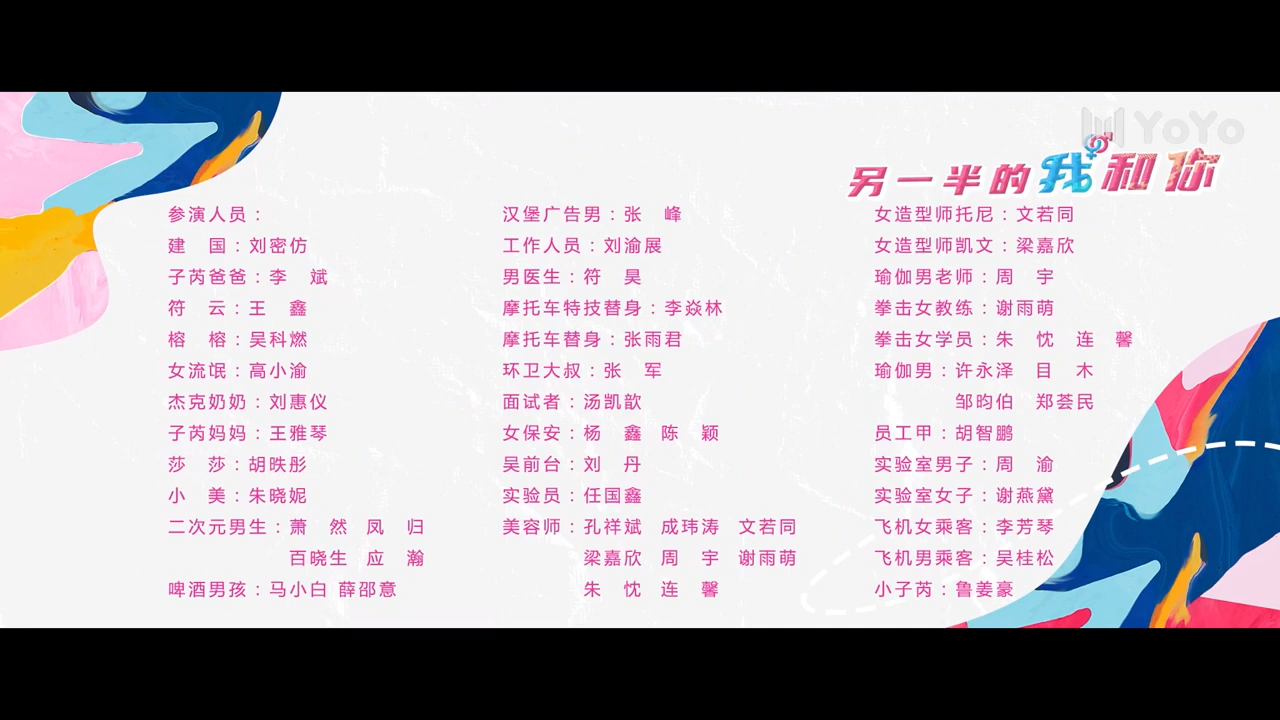 YoYo
另一半的我和你
参演人员：
建　国：刘密仿
子芮爸爸：李　斌
符　云：王　鑫
榕　榕：吴科燃
女流氓：高小渝
杰克奶奶：刘惠仪
子芮妈妈：王雅琴
莎　莎：胡昳彤
小　美：朱晓妮
二次元男生：萧　然　凤　归
百晓生　应　瀚
啤酒男孩：马小白 薛邵意
汉堡广告男：张　峰
工作人员：刘渝展
男医生：符　昊
摩托车特技替身：李焱林
摩托车替身：张雨君
环卫大叔：张　军
面试者：汤凯歆
女保安：杨　鑫　陈　颖
吴前台：刘　丹
实验员：任国鑫
美容师：孔祥斌　成玮涛　文若同
梁嘉欣　周　宇　谢雨萌
朱　忱　连　馨
女造型师托尼：文若同
女造型师凯文：梁嘉欣
瑜伽男老师：周　宇
拳击女教练：谢雨萌
拳击女学员：朱　忱　连　馨
瑜伽男：许永泽　目　木
邹昀伯　郑荟民
员工甲：胡智鹏
实验室男子：周　渝
实验室女子：谢燕黛
飞机女乘客：李芳琴
飞机男乘客：吴桂松
小子芮：鲁姜豪